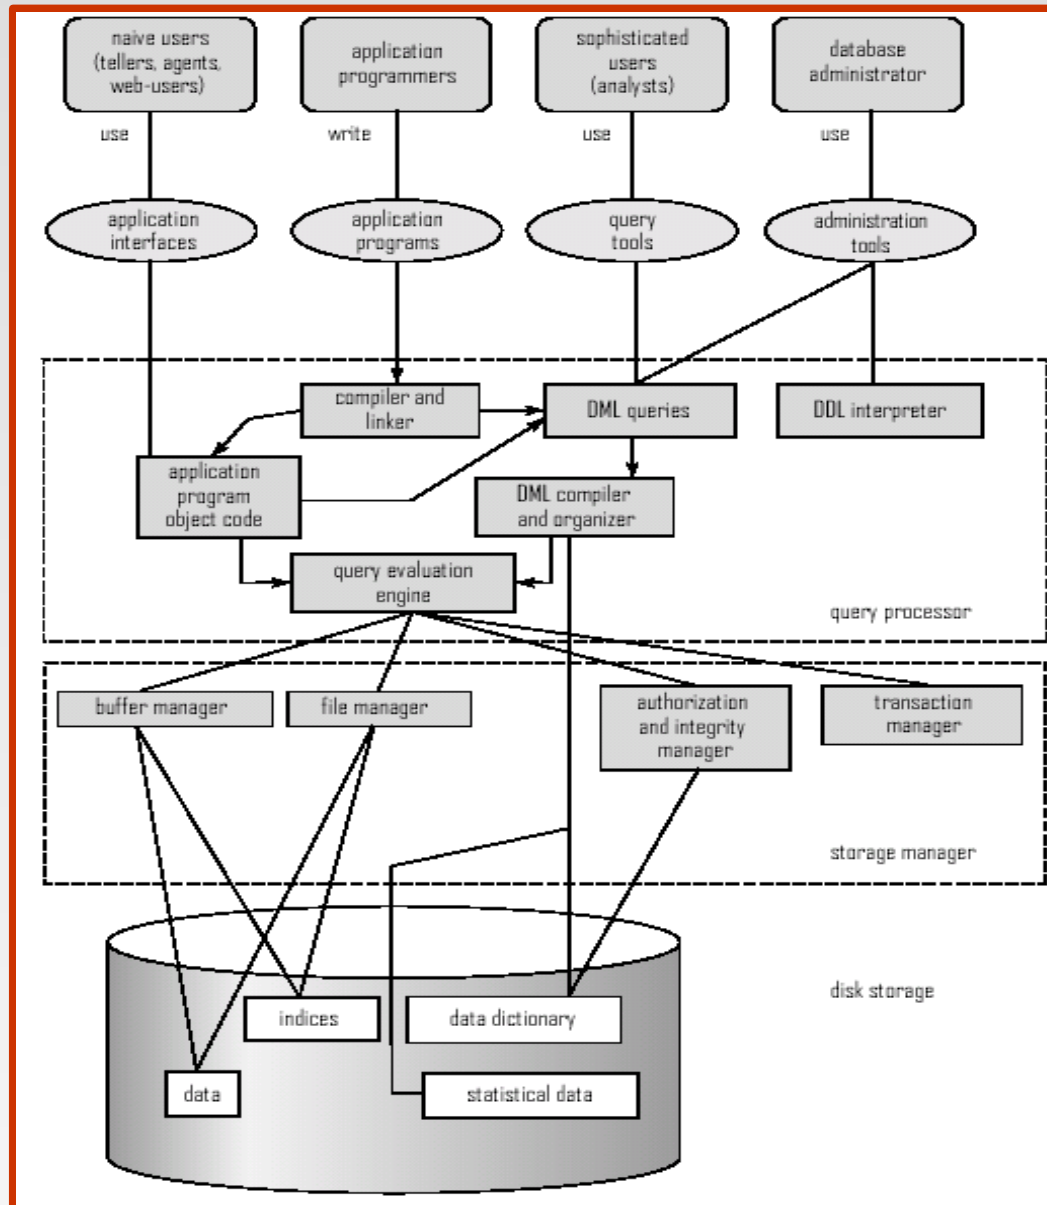 naive users
(tellers, agents,
web-users)
application
programmers
sophisticated
users
(analysts)
database
administrator
use
write
use
use
application
interfaces
application
programs
query
tools
administration
tools
compiler and
linker
DML queries
DDL interpreter
application
program
object code
DML compiler
and organizer
query evaluation
engine
query processor
buffer manager
file manager
authorization
and integrity
manager
transaction
manager
storage manager
disk storage
indices
data dictionary
data
statistical data